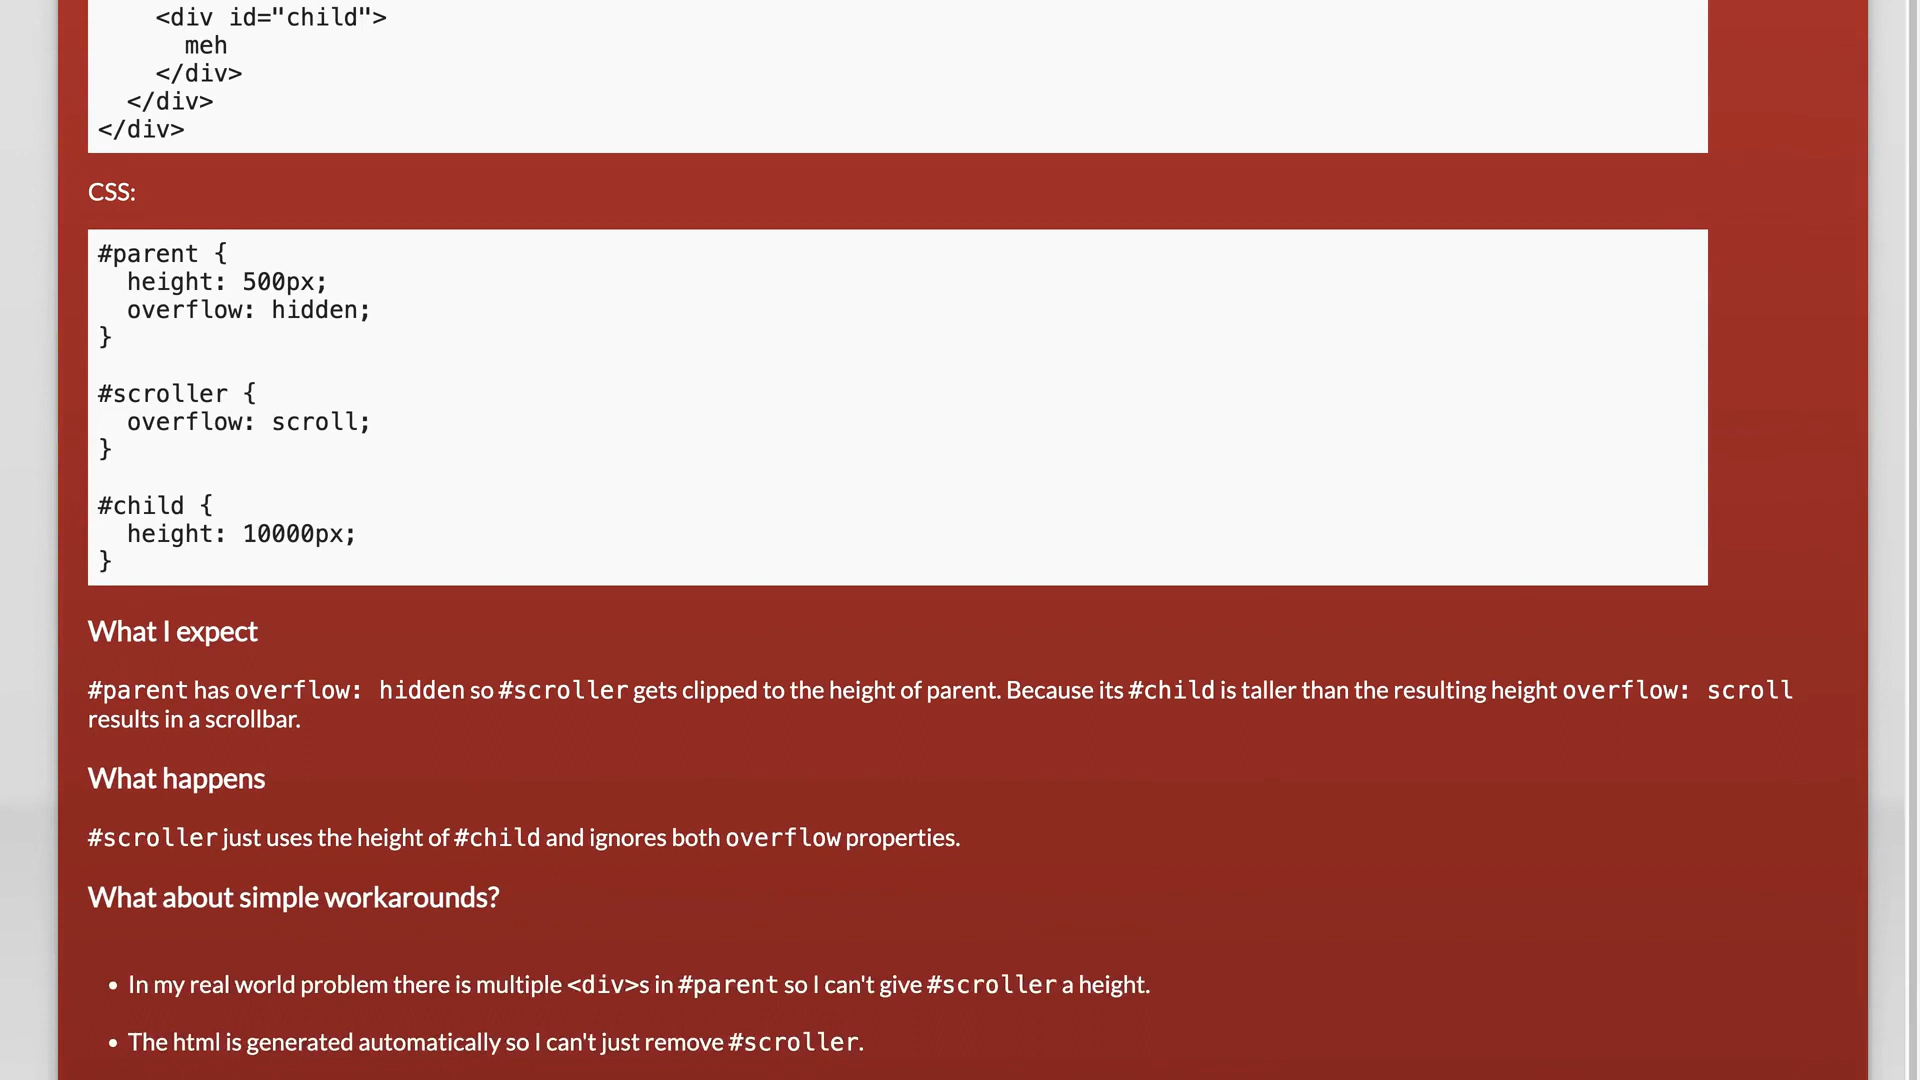 <div id="child">
meh
</div>
</div>
</div>
CSS:
#parent {
height: 500px;
overflow: hidden;
}
#scroller {
overflow: scroll;
}
#child {
height: 10000px;
}
What I expect
#parent has overflow: hidden so #scroller gets clipped to the height of parent. Because its #child is taller than the resulting height overflow: scroll
results in a scrollbar.
What happens
#scroller just uses the height of #child and ignores both overflow properties.
What about simple workarounds?
• In my real world problem there is multiple <div>s in #parent so I can't give #scroller a height.
• The html is generated automatically so I can't just remove #scroller.